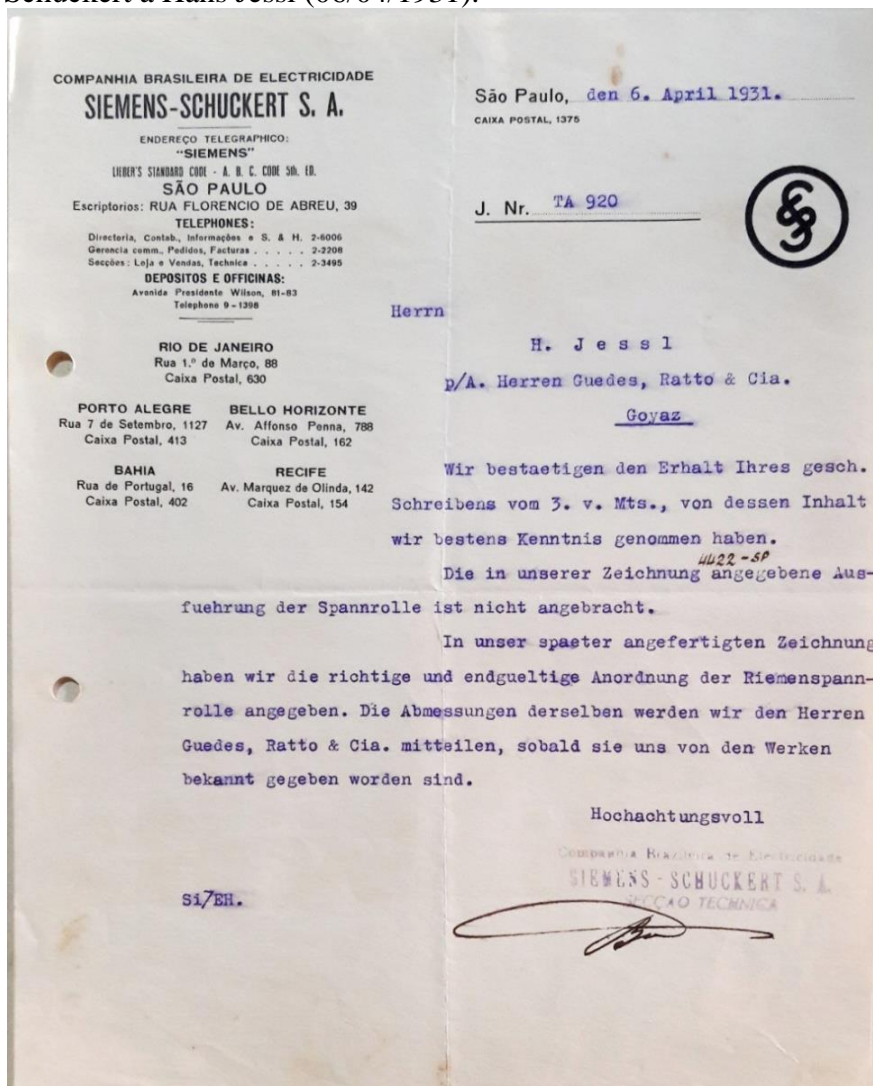 Schuckert a Hans Jessl (06/04/1931).
COMPANHIA BRASILEIRA DE ELECTRICIDADE
SIEMENS-SCHUCKERT S. A.
ENDEREÇO TELEGRAPHICO:
"SIEMENS"
LIEBER'S STANDARD CODE - A. B. C. CODE 5th. ED.
SÃO PAULO
Escriptorios: RUA FLORENCIO DE ABREU, 39
TELEPHONES:
Directoria, Contab., Informações e S. & H. 2-6006
Gerencia comm., Pedidos, Facturas . . . . . 2-2208
Secções: Loja e Vendas, Technica . . . . . 2-3495
DEPOSITOS E OFFICINAS:
Avenida Presidente Wilson, 81-83
Telephone 9-1398
RIO DE JANEIRO
Rua 1.º de Março, 88
Caixa Postal, 630
PORTO ALEGRE
Rua 7 de Setembro, 1127
Caixa Postal, 413
BELLO HORIZONTE
Av. Affonso Penna, 788
Caixa Postal, 162
BAHIA
Rua de Portugal, 16
Caixa Postal, 402
RECIFE
Av. Marquez de Olinda, 142
Caixa Postal, 154
São Paulo, den 6. April 1931.
CAIXA POSTAL, 1375
J. Nr. TA 920
Herrn
H. Jessl
p/A. Herren Guedes, Ratto & Cia.
Goyaz
Wir bestaetigen den Erhalt Ihres gesch.
Schreibens vom 3. v. Mts., von dessen Inhalt
wir bestens Kenntnis genommen haben.
4422-SP
Die in unserer Zeichnung angegebene Aus-
fuehrung der Spannrolle ist nicht angebracht.
In unser spaeter angefertigten Zeichnung
haben wir die richtige und endgueltige Anordnung der Riemenspann-
rolle angegeben. Die Abmessungen derselben werden wir den Herren
Guedes, Ratto & Cia. mitteilen, sobald sie uns von den Werken
bekannt gegeben worden sind.
Hochachtungsvoll
Companhia Brazileira de Electricidade
SIEMENS-SCHUCKERT S. A.
SECÇÃO TECHNICA
Si/EH.